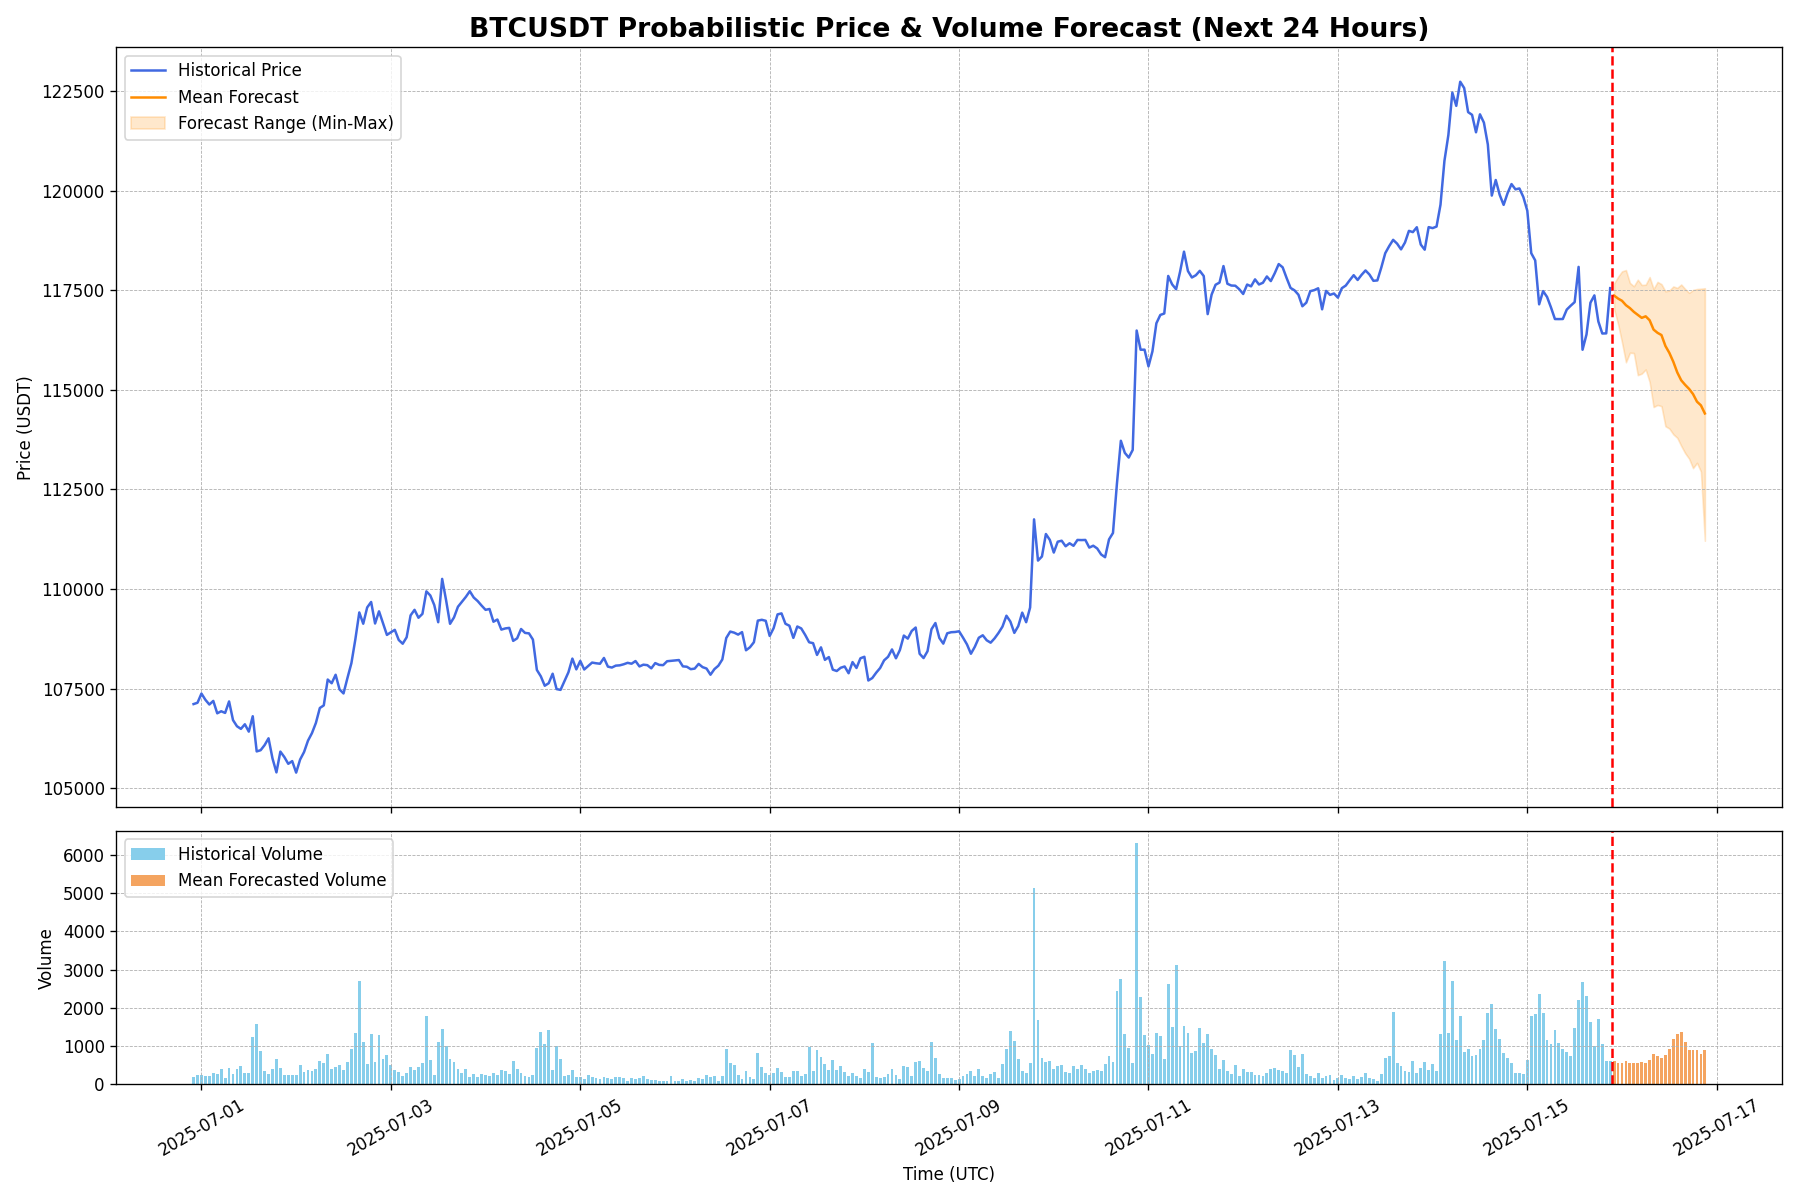 BTCUSDT Probabilistic Price & Volume Forecast (Next 24 Hours)
Historical Price
Mean Forecast
Forecast Range (Min-Max)
122500
120000
117500
115000
112500
110000
107500
105000
Price (USDT)
Historical Volume
Mean Forecasted Volume
6000
5000
4000
3000
2000
1000
0
Volume
2025-07-01
2025-07-03
2025-07-05
2025-07-07
2025-07-09
2025-07-11
2025-07-13
2025-07-15
2025-07-17
Time (UTC)